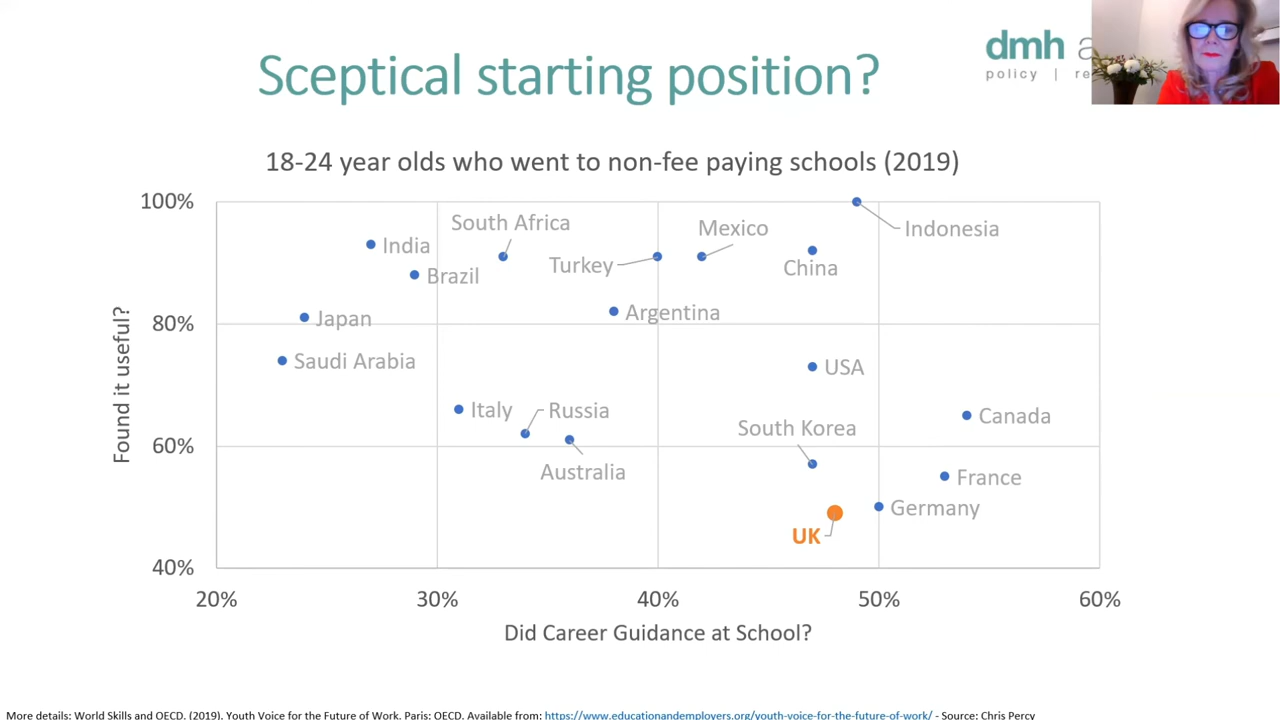 Sceptical starting position?
dmh
policy |
18-24 year olds who went to non-fee paying schools (2019)
100%
80%
60%
40%
Found it useful?
India
South Africa
Brazil
Turkey
Mexico
Indonesia
China
Japan
Argentina
Saudi Arabia
USA
Italy
Russia
Canada
South Korea
Australia
France
Germany
UK
20%
30%
40%
50%
60%
Did Career Guidance at School?
More details: World Skills and OECD. (2019). Youth Voice for the Future of Work. Paris: OECD. Available from: https://www.educationandemployers.org/youth-voice-for-the-future-of-work/ - Source: Chris Percy